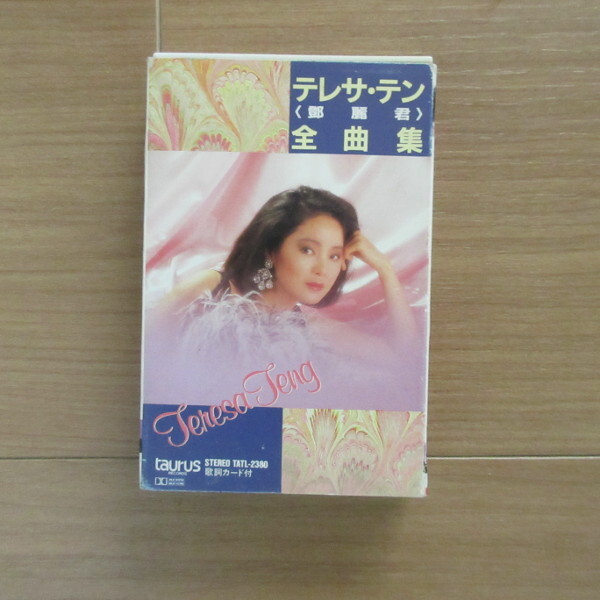 テレサ・テン
〈鄧麗君〉
全曲集
Teresa Teng
taurus
RECORDS
STEREO TATL-2380
歌詞カード付